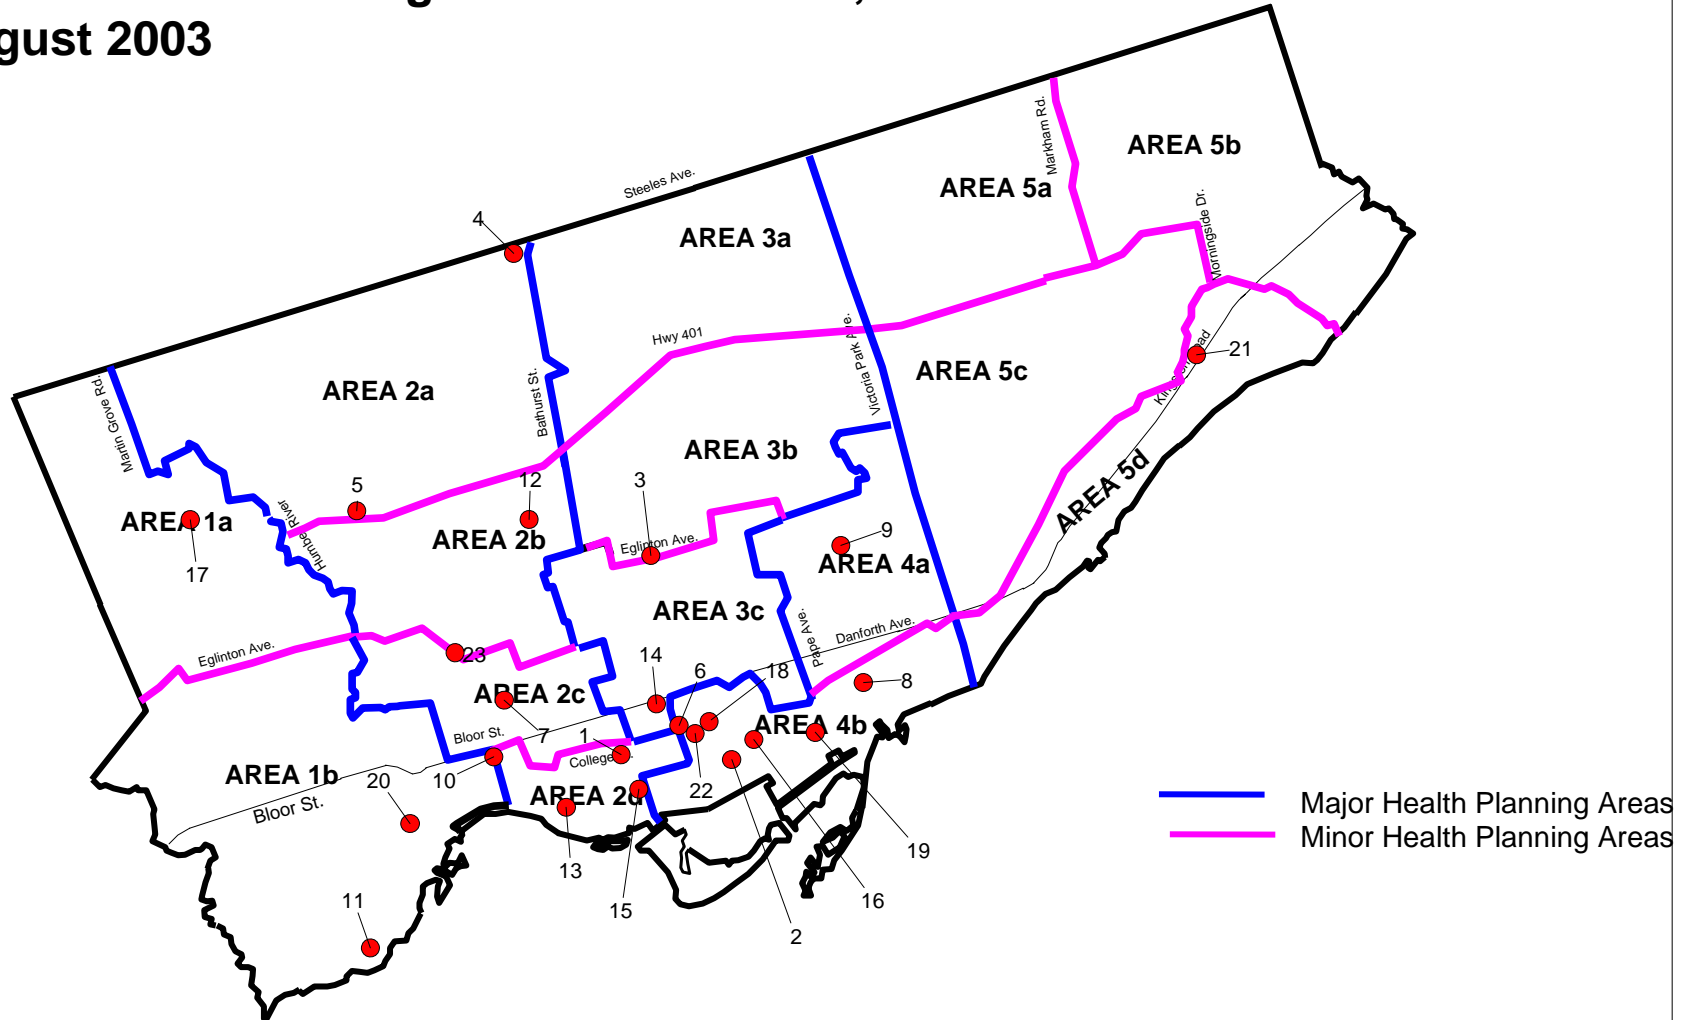 gust 2003
Steeles Ave.
Markham Rd.
AREA 5b
AREA 5a
Morningside Dr.
4
AREA 3a
Hwy 401
Victoria Park Ave.
21
AREA 5c
AREA 2a
Martin Grove Rd.
Bathurst St.
AREA 3b
5
12
3
AREA 5d
AREA 1a
Humber River
AREA 2b
Eglinton Ave.
9
AREA 4a
17
AREA 3c
Pape Ave.
Danforth Ave.
Eglinton Ave.
23
14
6
18
8
AREA 2c
AREA 4b
Bloor St.
7
1
College
10
AREA 1b
20
Bloor St.
AREA 2d
22
Major Health Planning Areas
Minor Health Planning Areas
19
13
15
16
11
2